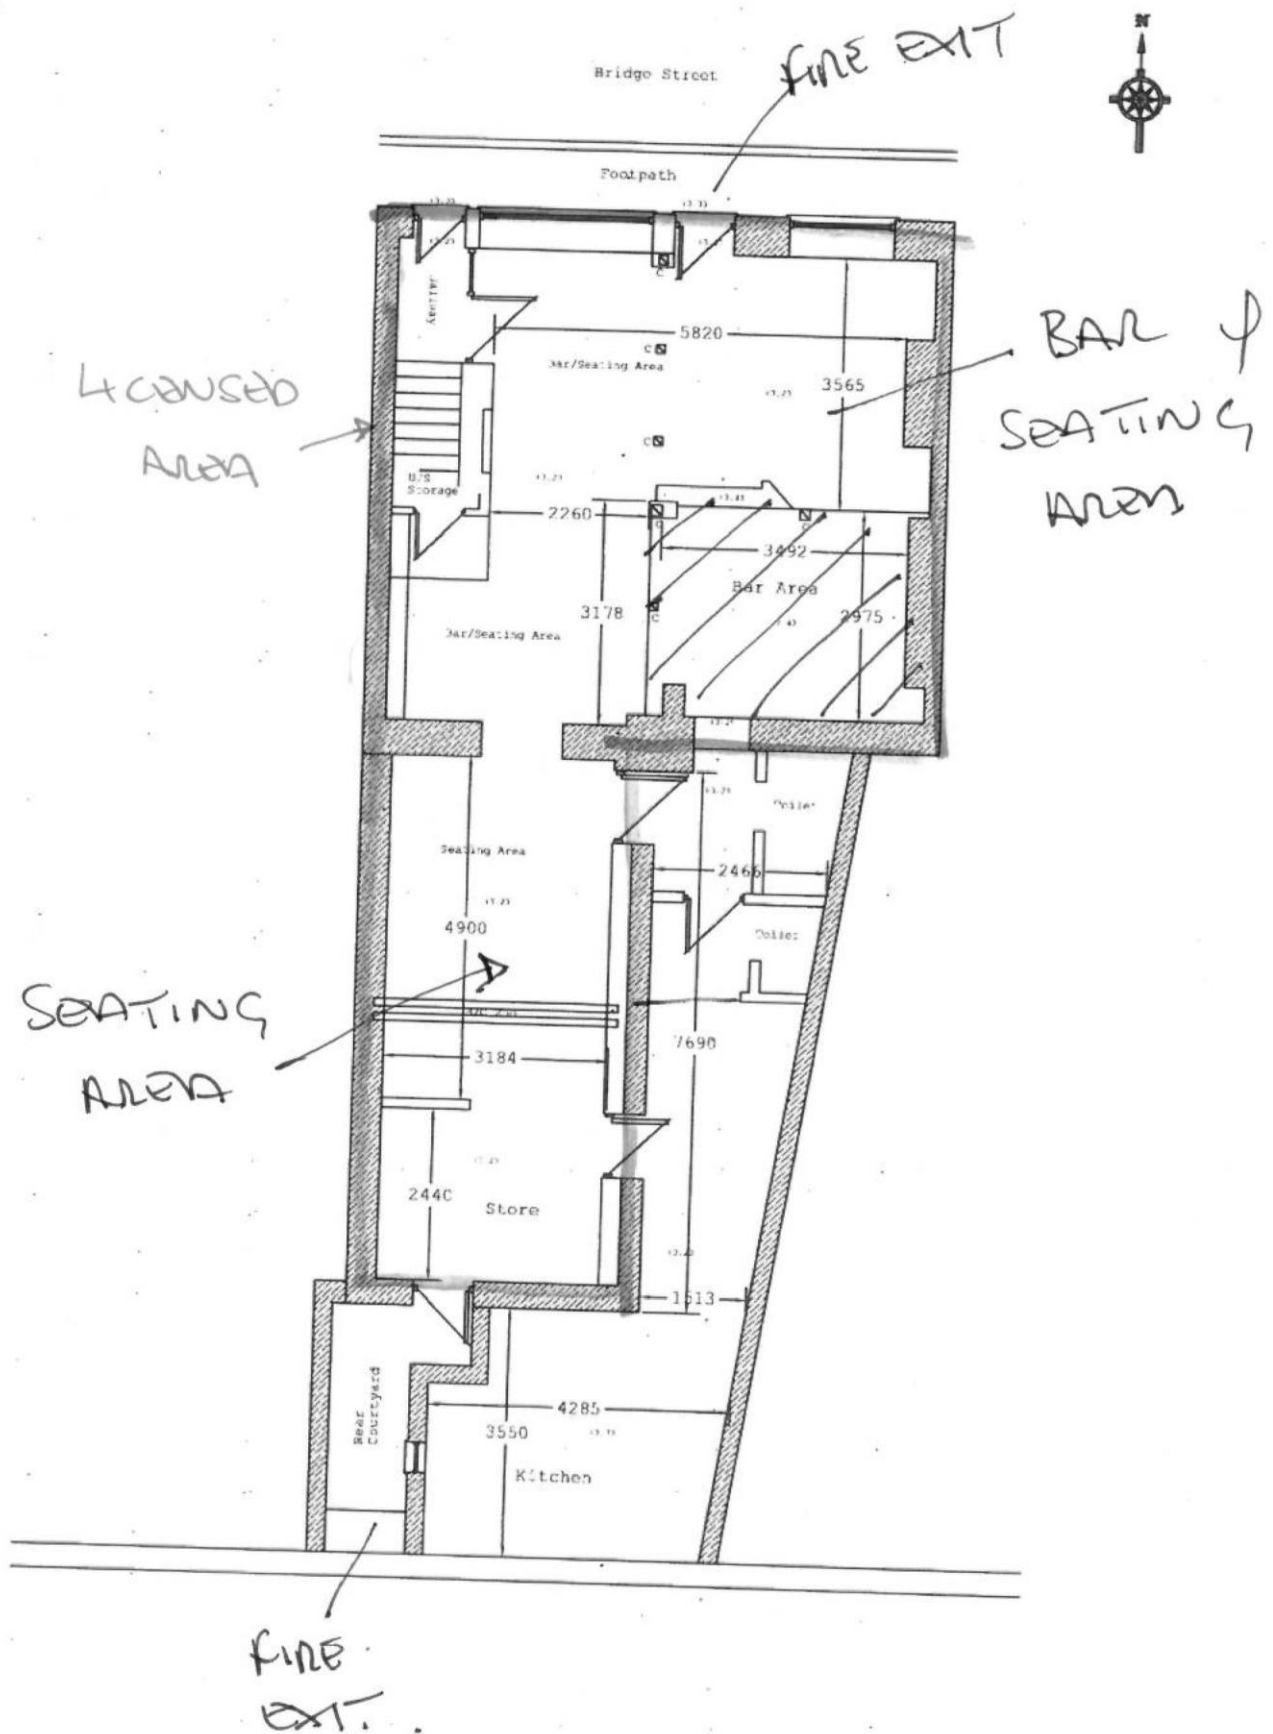 N
FIRE EXIT
Bridge Street
Footpath
Hallway
5820
Bar/Seating Area
3565
BAR &
SEATING
AREA
LICENSED
AREA
U/S
Storage
2260
3492
Bar Area
3178
2975
Bar/Seating Area
Toilet
Seating Area
2466
4900
Toilet
SEATING
AREA
7690
3184
2440
Store
1513
Rear
Courtyard
4285
3550
Kitchen
FIRE
EXIT.